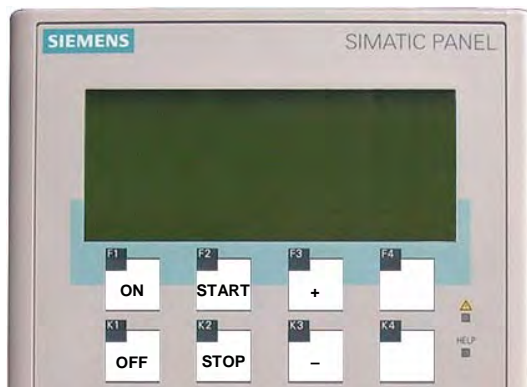 SIEMENS SIMATIC PANEL
F1 F2 F3 F4
ON START +
K1 K2 K3 K4
HELP
OFF STOP –